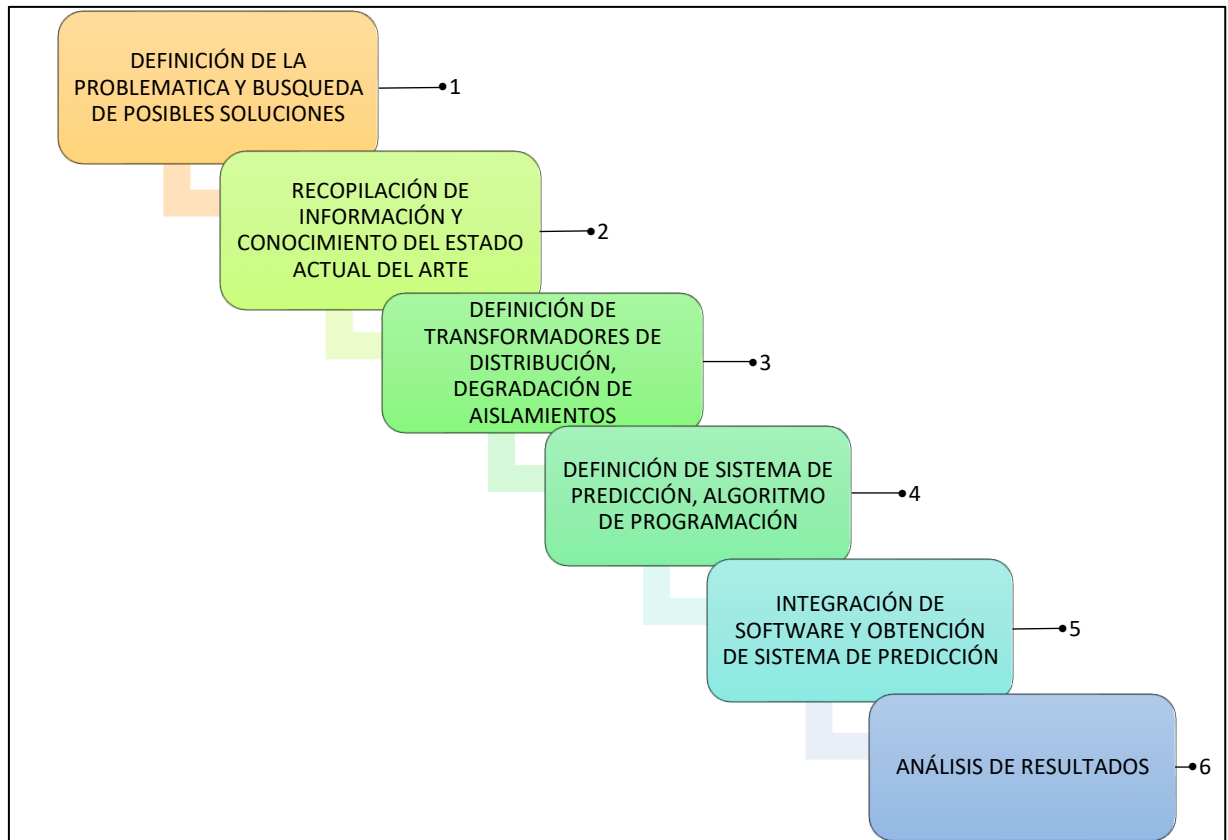 DEFINICIÓN DE LA
PROBLEMATICA Y BUSQUEDA
DE POSIBLES SOLUCIONES
1
RECOPILACIÓN DE
INFORMACIÓN Y
CONOCIMIENTO DEL ESTADO
ACTUAL DEL ARTE
2
DEFINICIÓN DE
TRANSFORMADORES DE
DISTRIBUCIÓN,
DEGRADACIÓN DE
AISLAMIENTOS
3
DEFINICIÓN DE SISTEMA DE
PREDICCIÓN, ALGORITMO
DE PROGRAMACIÓN
4
INTEGRACIÓN DE
SOFTWARE Y OBTENCIÓN
DE SISTEMA DE PREDICCIÓN
5
ANÁLISIS DE RESULTADOS
6